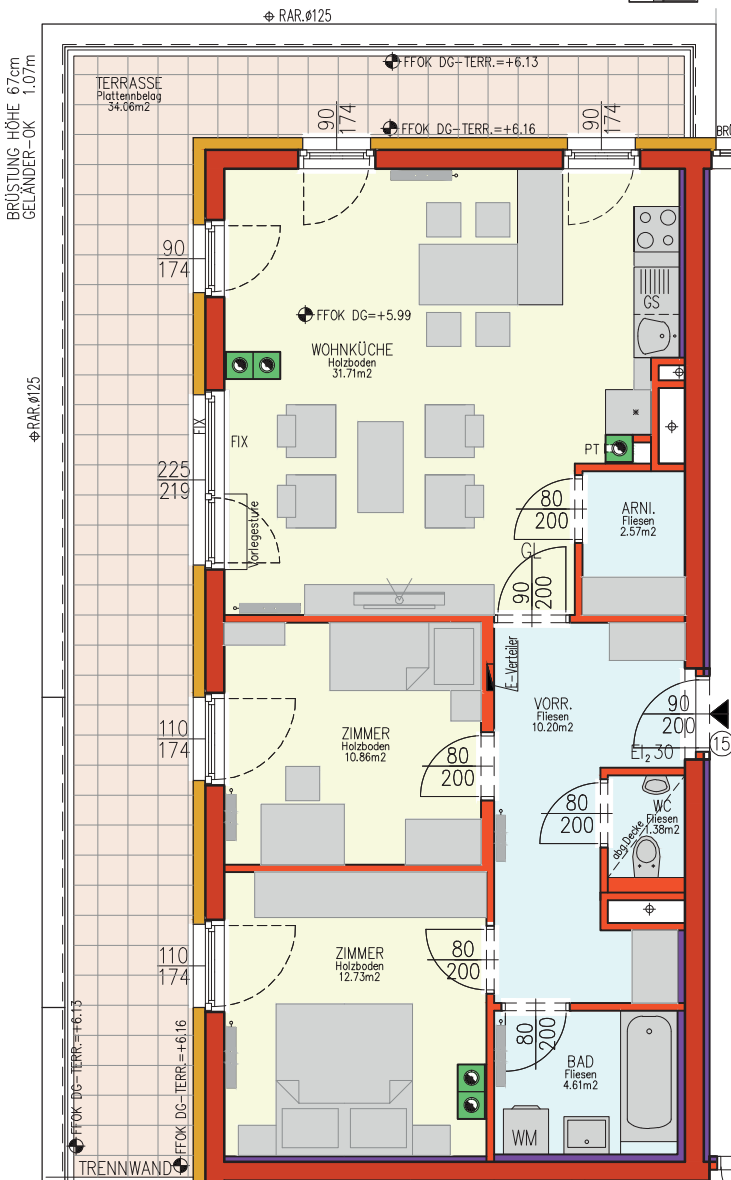 RAR.ø125
BRÜSTUNG HÖHE 67cm
GELÄNDER-OK 1.07m
TERRASSE
Plattennbelag
34.06m2
FFOK DG-TERR.=+6.13
90
174
FFOK DG-TERR.=+6.16
90
174
90
174
FFOK DG=+5.99
WOHNKÜCHE
Holzboden
31.71m2
GS
RAR.ø125
FIX
FIX
PT
225
219
Vorlegestufe
80
200
ARNI.
Fliesen
2.57m2
GL
90
200
E-Verteiler
VORR.
Fliesen
10.20m2
90
200
EI₂ 30
15
110
174
ZIMMER
Holzboden
10.86m2
80
200
80
200
WC
Fliesen
1.38m2
abg.Decke
110
174
ZIMMER
Holzboden
12.73m2
80
200
80
200
BAD
Fliesen
4.61m2
WM
FFOK DG-TERR.=+6.13
FFOK DG-TERR.=+6.16
TRENNWAND